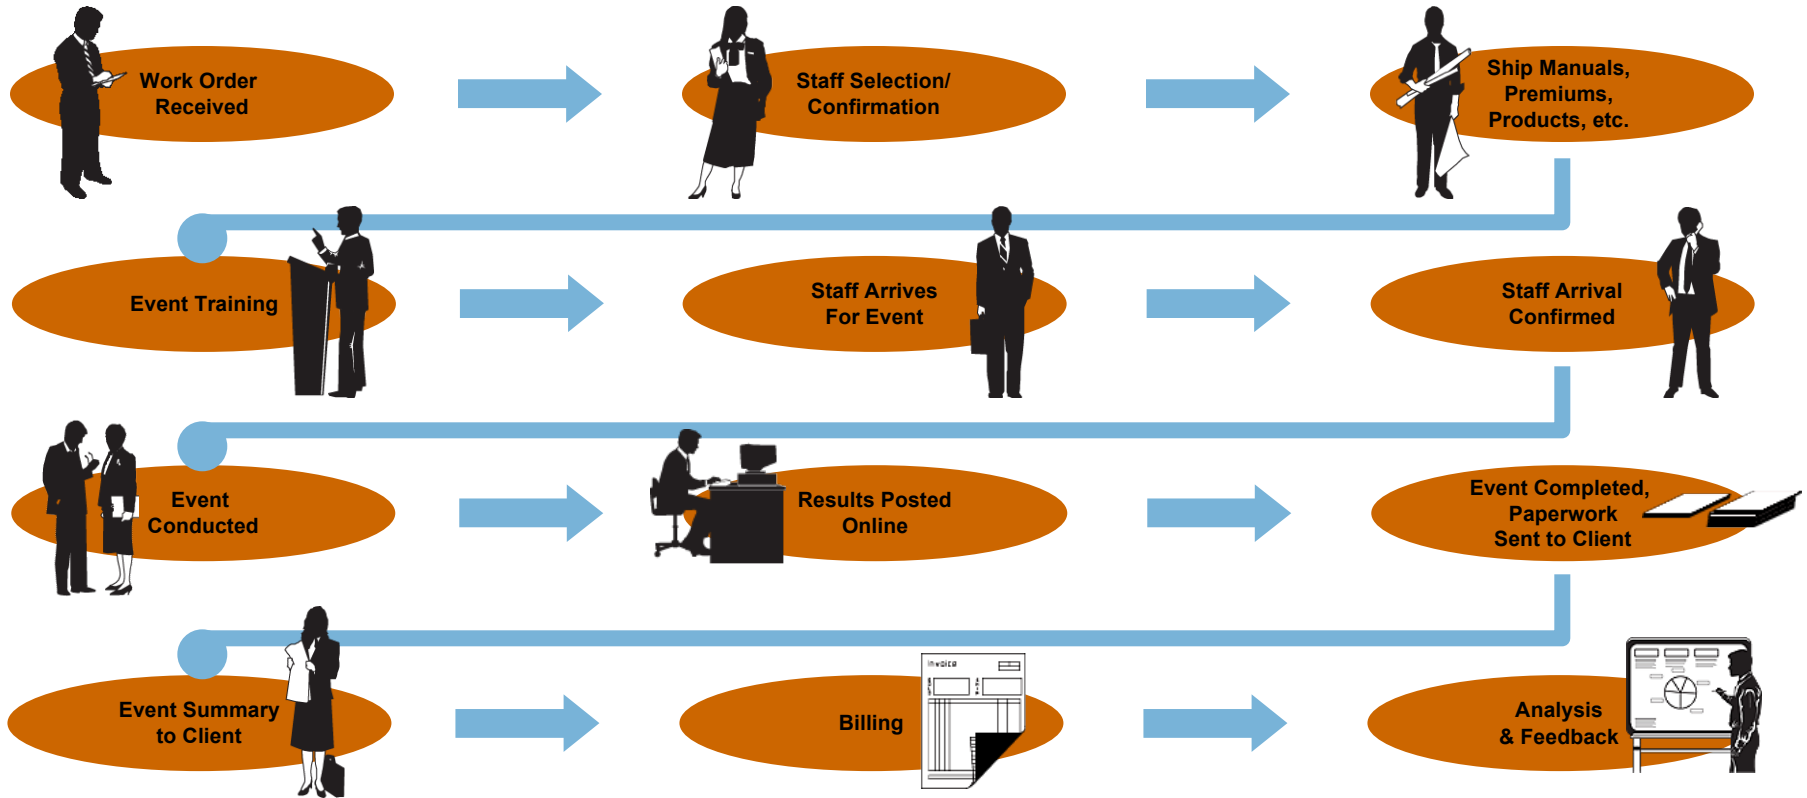 Work Order
Received
Staff Selection/
Confirmation
Ship Manuals,
Premiums,
Products, etc.
Event Training
Staff Arrives
For Event
Staff Arrival
Confirmed
Event
Conducted
Results Posted
Online
Event Completed,
Paperwork
Sent to Client
Event Summary
to Client
invoice
Billing
Analysis
& Feedback